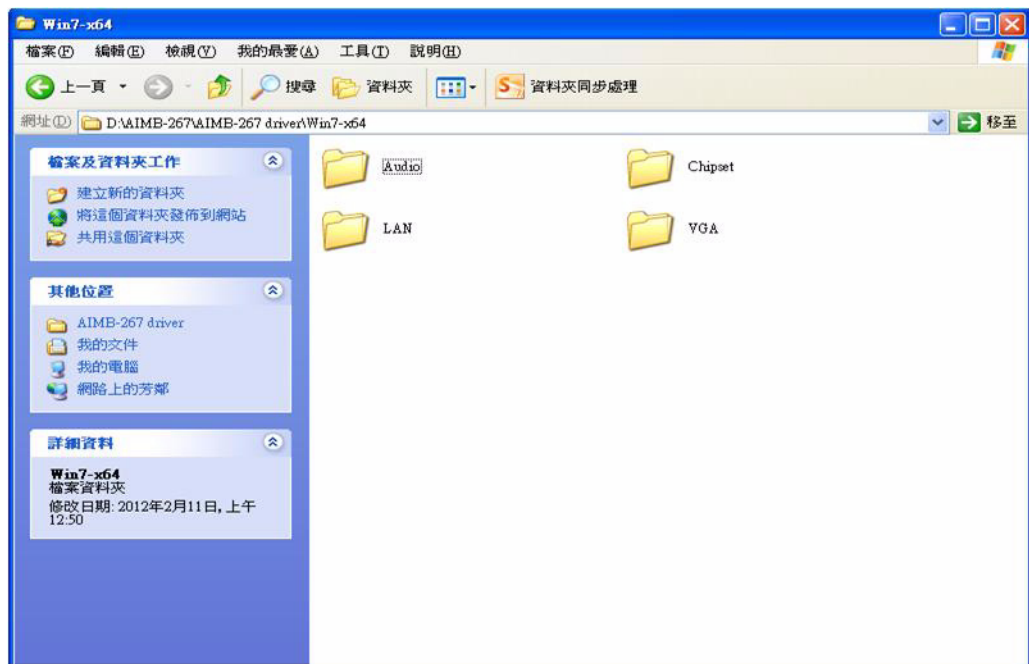 Win7-x64
檔案(F) 編輯(E) 檢視(V) 我的最愛(A) 工具(T) 說明(H)
上一頁 搜尋 資料夾 S 資料夾同步處理
網址(D) D:\AIMB-267\AIMB-267 driver\Win7-x64 移至
檔案及資料夾工作
建立新的資料夾
將這個資料夾發佈到網站
共用這個資料夾
其他位置
AIMB-267 driver
我的文件
我的電腦
網路上的芳鄰
詳細資料
Win7-x64
檔案資料夾
修改日期: 2012年2月11日, 上午
12:50
Audio
Chipset
LAN
VGA